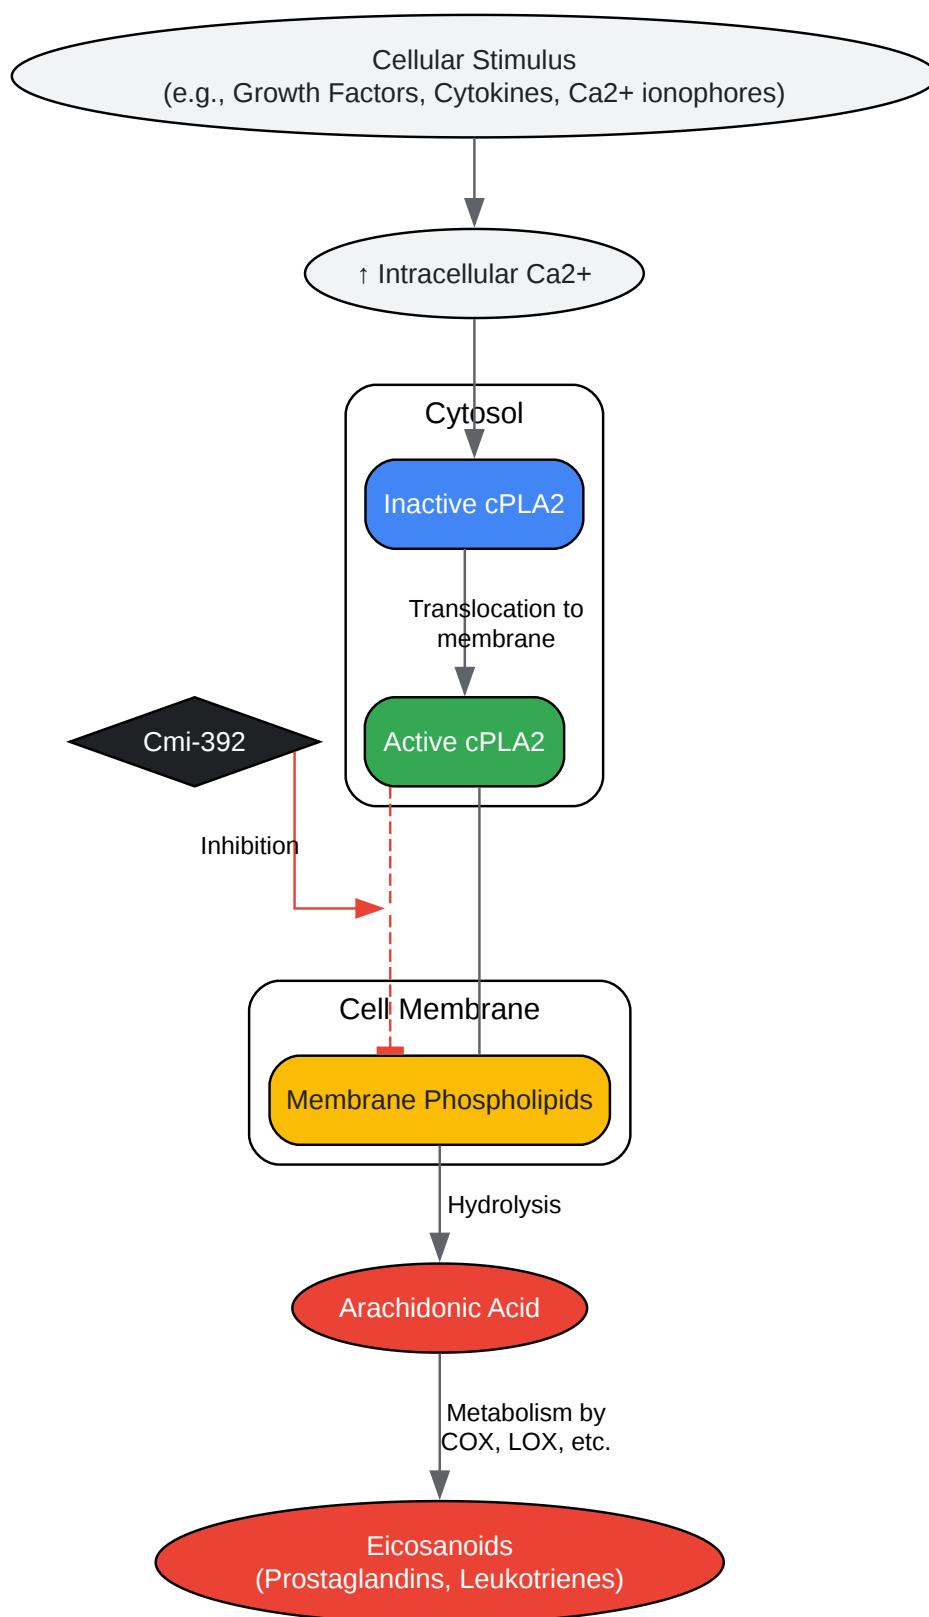 Cellular Stimulus
(e.g., Growth Factors, Cytokines, Ca2+ ionophores)
↑ Intracellular Ca2+
Cytosol
Inactive cPLA2
Translocation to
membrane
Cmi-392
Active cPLA2
Inhibition
Cell Membrane
Membrane Phospholipids
Hydrolysis
Arachidonic Acid
Metabolism by
COX, LOX, etc.
Eicosanoids
(Prostaglandins, Leukotrienes)